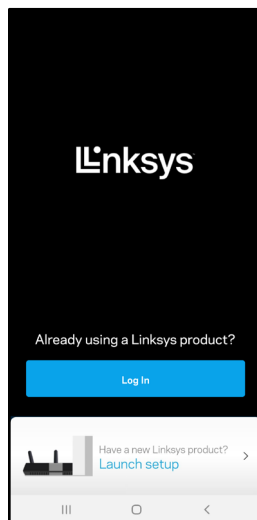 Linksys
Already using a Linksys product?
Log In
Have a new Linksys product?
Launch setup